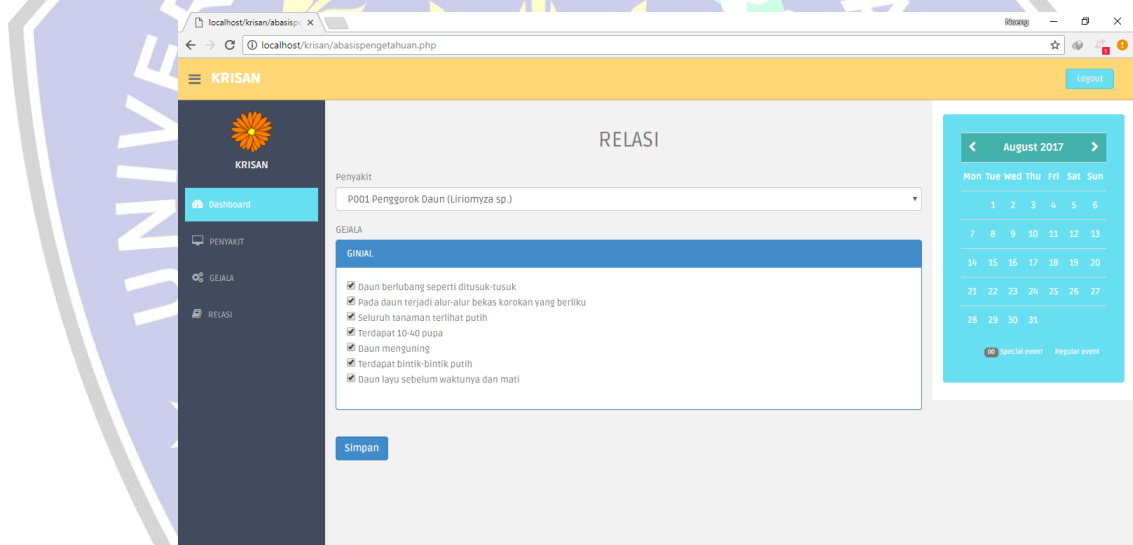 localhost/krisan/abasispe
Naeng
localhost/krisan/abasispengetahuan.php
KRISAN
Logout
KRISAN
Dashboard
PENYAKIT
GEJALA
RELASI
RELASI
Penyakit
P001 Penggorok Daun (Liriomyza sp.)
GEJALA
GINJAL
Daun berlubang seperti ditusuk-tusuk
Pada daun terjadi alur-alur bekas korokan yang berliku
Seluruh tanaman terlihat putih
Terdapat 10-40 pupa
Daun menguning
Terdapat bintik-bintik putih
Daun layu sebelum waktunya dan mati
Simpan
August 2017
Mon Tue Wed Thu Fri Sat Sun
1 2 3 4 5 6
7 8 9 10 11 12 13
14 15 16 17 18 19 20
21 22 23 24 25 26 27
28 29 30 31
00 Special event Regular event